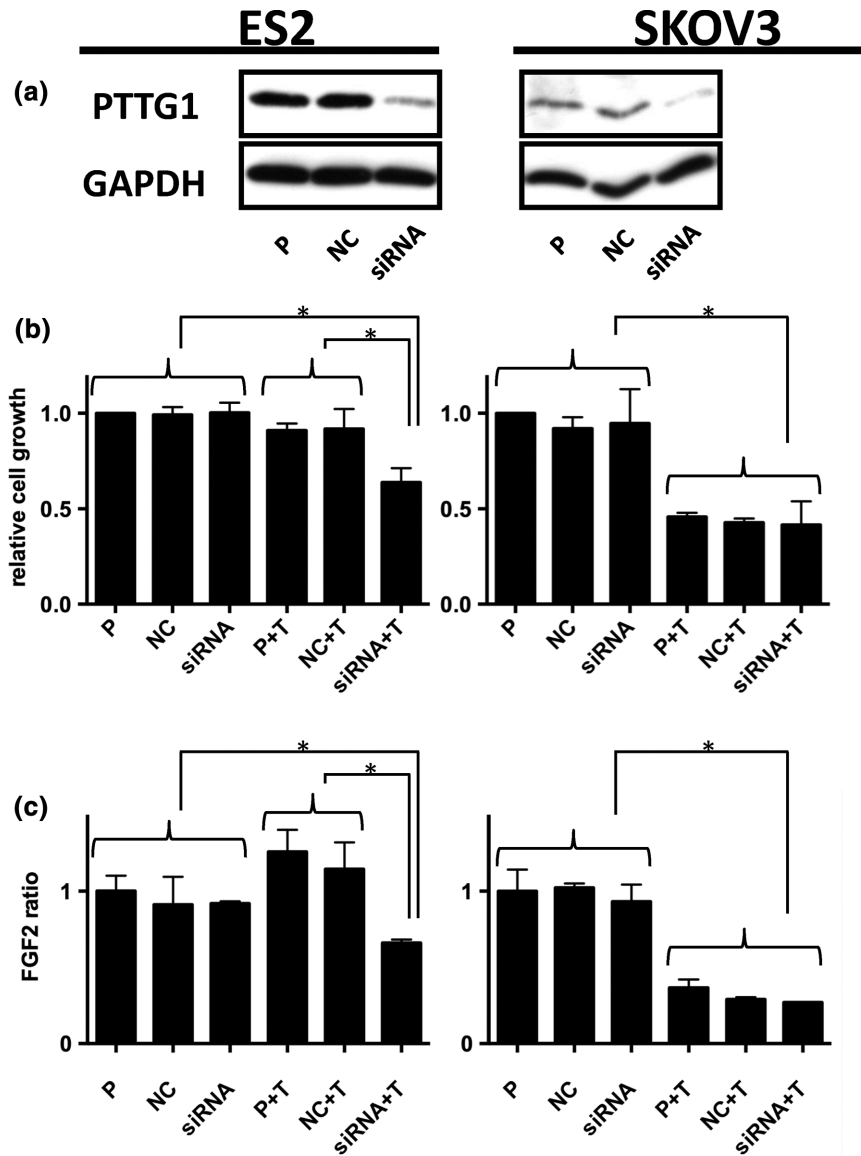 ES2 SKOV3
(a)
PTTG1
GAPDH
P NC siRNA P NC siRNA
(b)
* * *
relative cell growth
1.0 1.0
0.5 0.5
0.0 0.0
P NC siRNA P+T NC+T siRNA+T P NC siRNA P+T NC+T siRNA+T
(c)
* * *
FGF2 ratio
1 1
0 0
P NC siRNA P+T NC+T siRNA+T P NC siRNA P+T NC+T siRNA+T